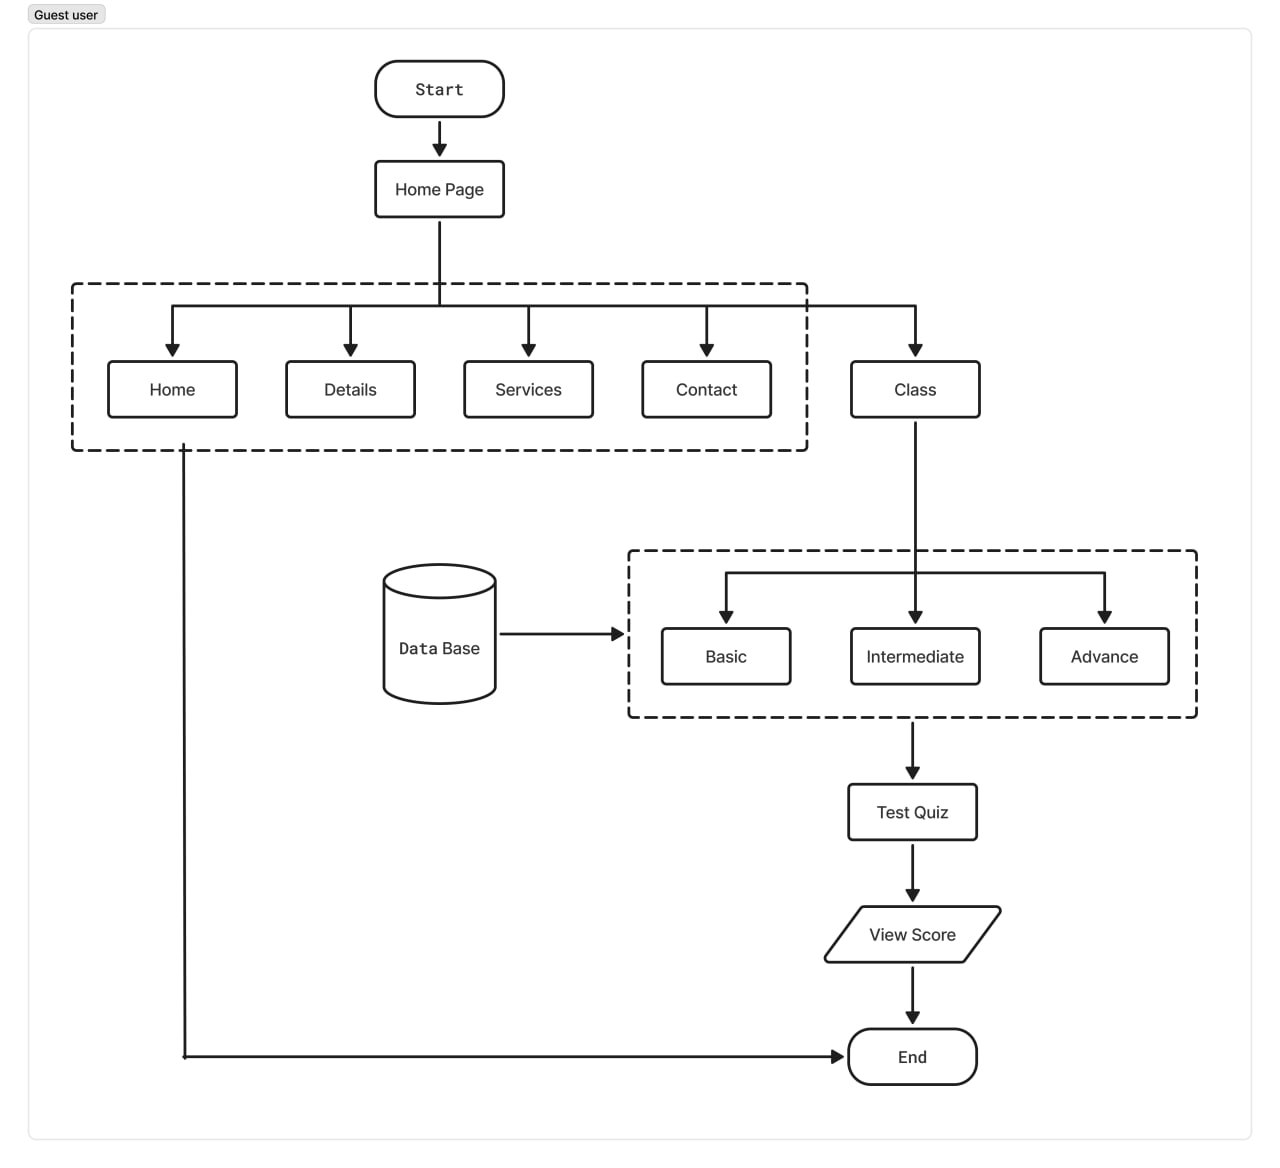 Guest user
Start
Home Page
Home
Details
Services
Contact
Class
Data Base
Basic
Intermediate
Advance
Test Quiz
View Score
End